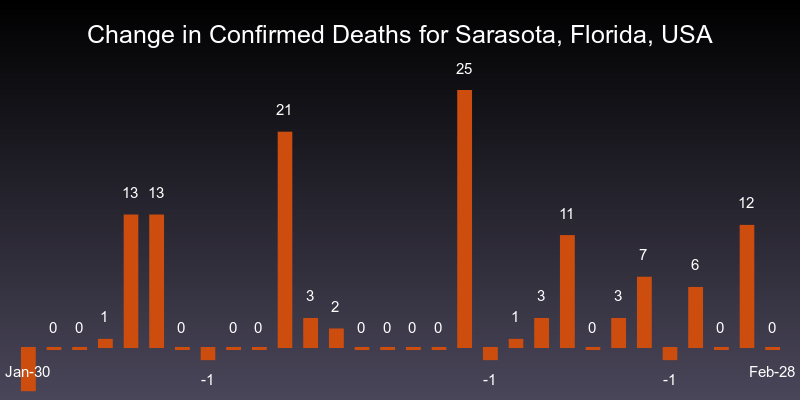 Change in Confirmed Deaths for Sarasota, Florida, USA
25
21
13 13
12
11
7
6
3 3 3
2
1 1
0 0 0 0 0 0 0 0 0 0 0 0
Jan-30 -1 -1 -1 Feb-28